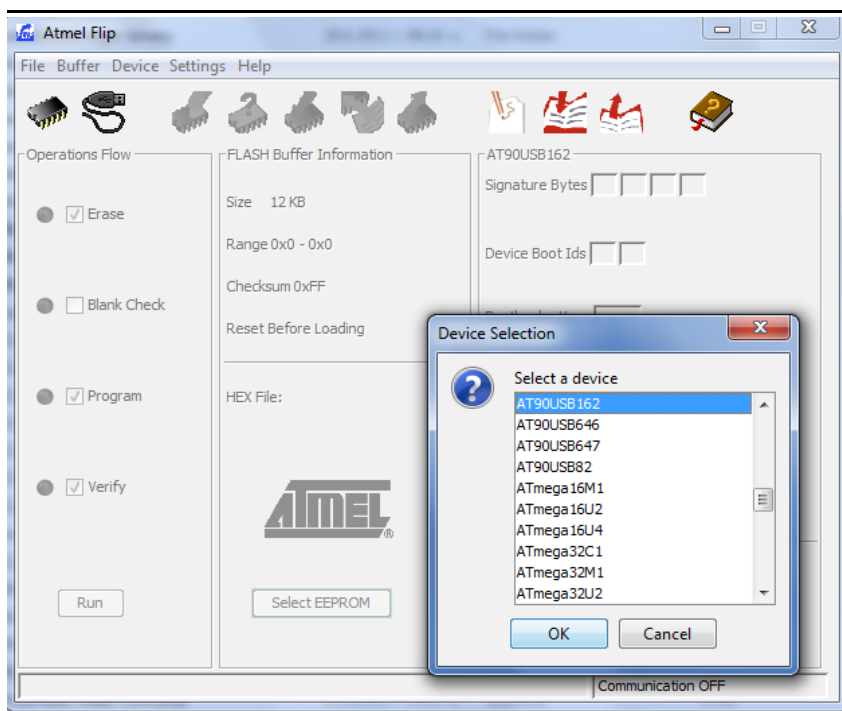 Atmel Flip
File Buffer Device Settings Help
Operations Flow
Erase
Blank Check
Program
Verify
Run
FLASH Buffer Information
Size 12 KB
Range 0x0 - 0x0
Checksum 0xFF
Reset Before Loading
HEX File:
ATMEL
®
Select EEPROM
AT90USB162
Signature Bytes
Device Boot Ids
Device Selection
Select a device
AT90USB162
AT90USB646
AT90USB647
AT90USB82
ATmega16M1
ATmega16U2
ATmega16U4
ATmega32C1
ATmega32M1
ATmega32U2
OK Cancel
Communication OFF